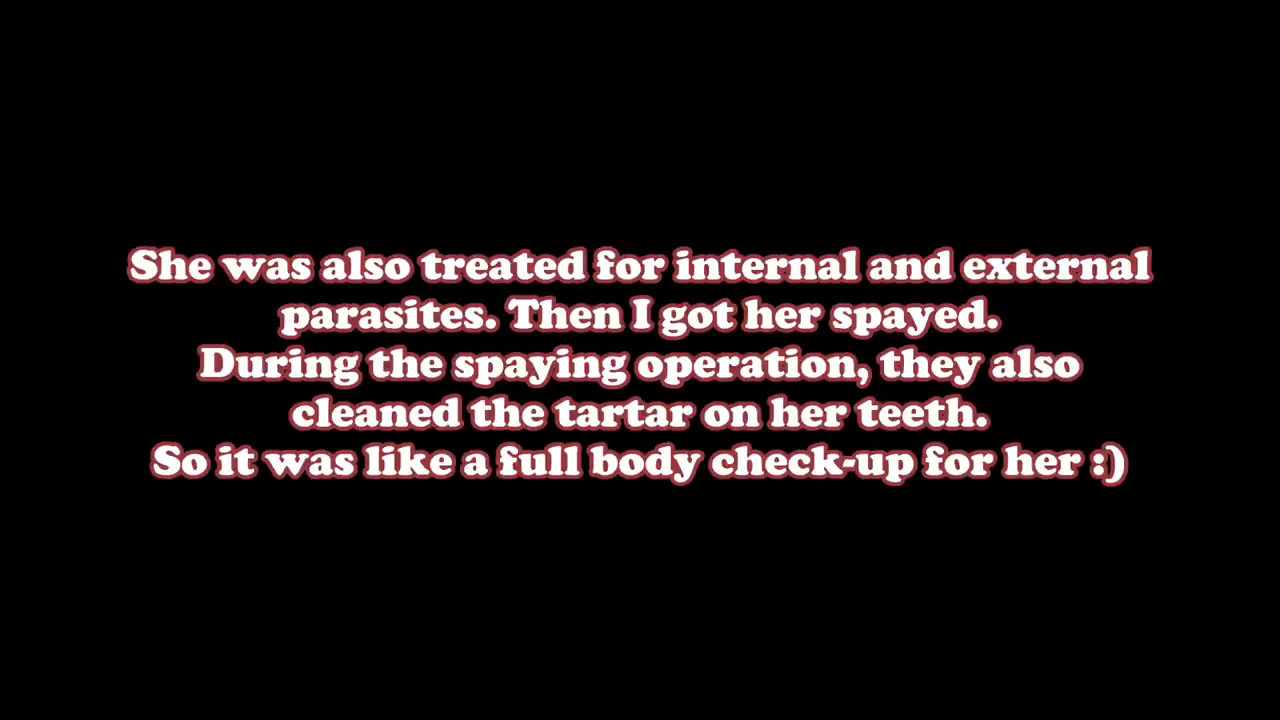 She was also treated for internal and external
parasites. Then I got her spayed.
During the spaying operation, they also
cleaned the tartar on her teeth.
So it was like a full body check-up for her :)